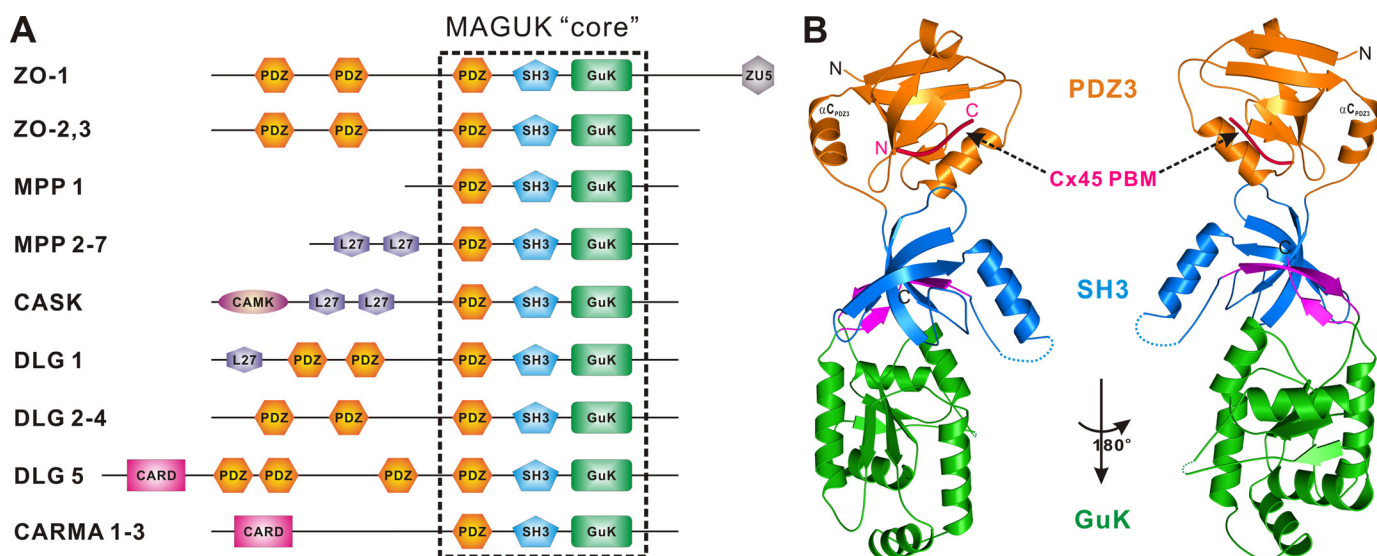 A
MAGUK “core”
ZO-1 PDZ PDZ PDZ SH3 GuK ZU5
ZO-2,3 PDZ PDZ PDZ SH3 GuK
MPP 1 PDZ SH3 GuK
MPP 2-7 L27 L27 PDZ SH3 GuK
CASK CAMK L27 L27 PDZ SH3 GuK
DLG 1 L27 PDZ PDZ PDZ SH3 GuK
DLG 2-4 PDZ PDZ PDZ SH3 GuK
DLG 5 CARD PDZ PDZ PDZ PDZ SH3 GuK
CARMA 1-3 CARD PDZ SH3 GuK
B
N N
PDZ3
αC PDZ3 αC PDZ3
C
N
Cx45 PBM
C C
SH3
180°
GuK